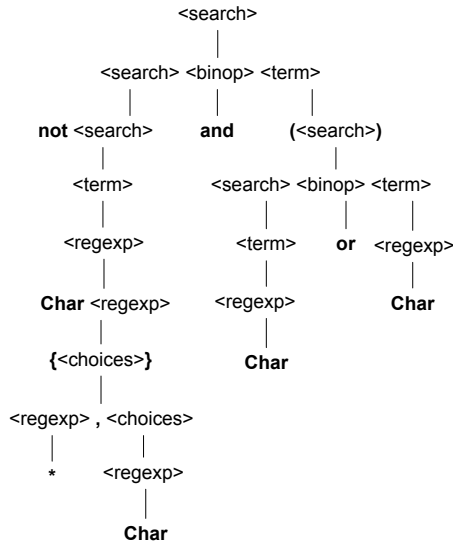 <search>
<search> <binop> <term>
not <search> and (<search>)
<term> <search> <binop> <term>
<regexp> <term> or <regexp>
Char <regexp> <regexp> Char
{<choices>} Char
<regexp> , <choices>
* <regexp>
Char